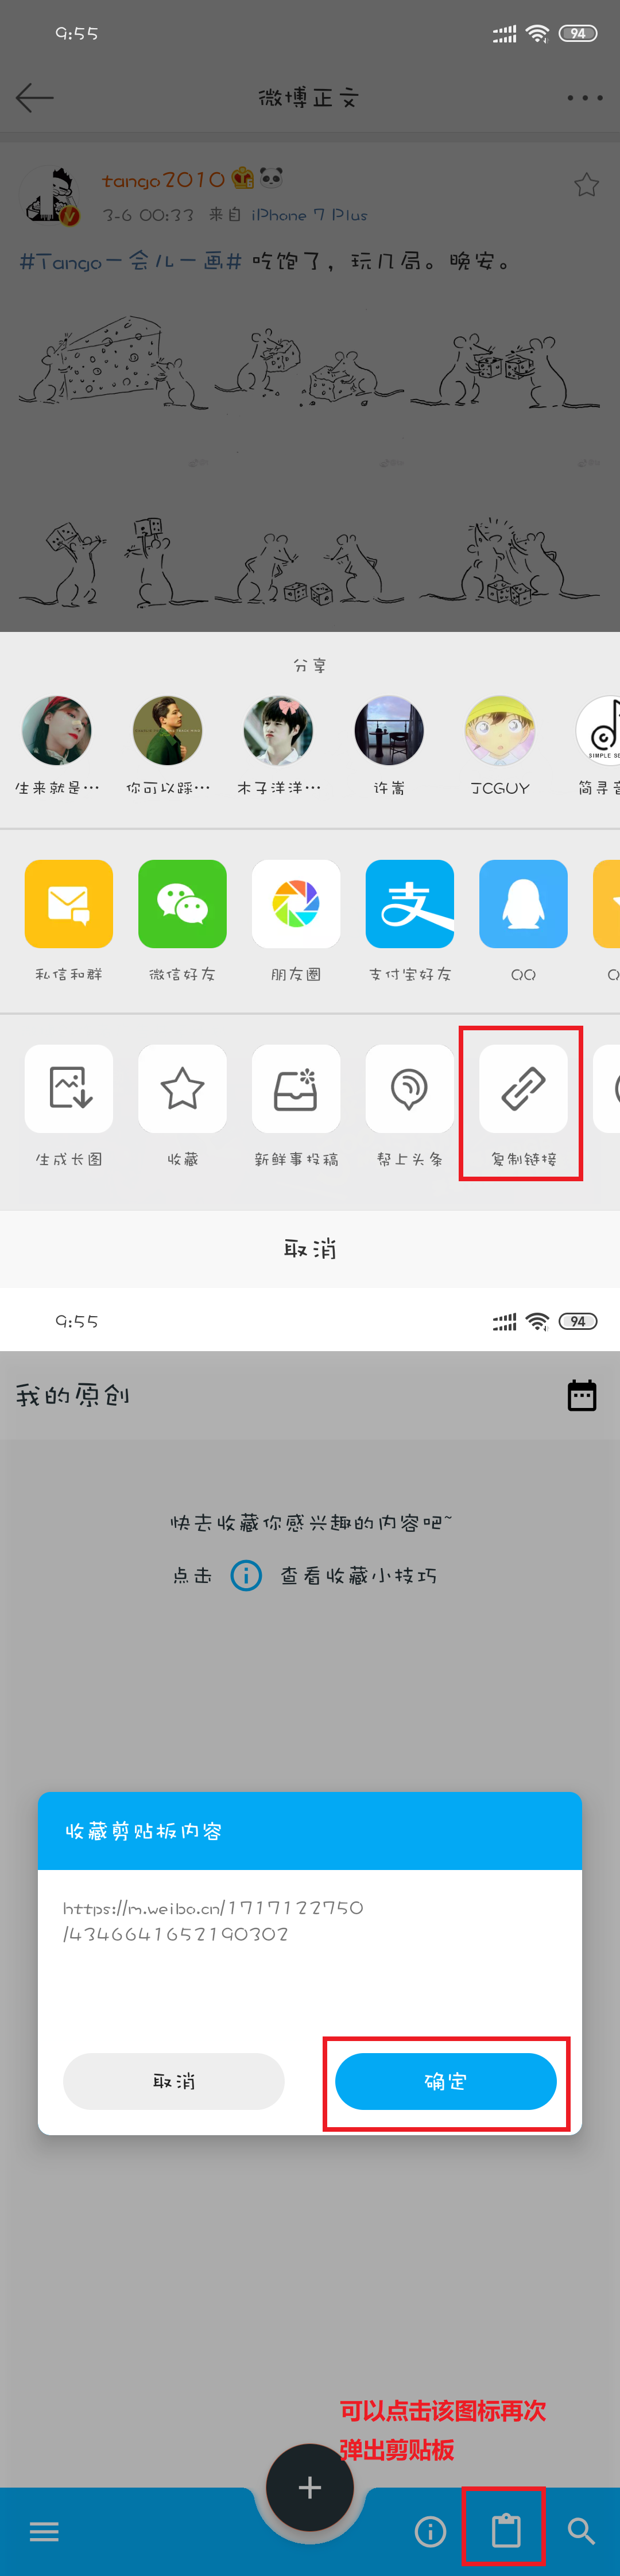 9:55
94
微博正文
tango2010
3-6 00:33 来自 iPhone 7 Plus
#Tango一会儿一画# 吃饱了，玩几局。晚安。
分享
生来就是… 你可以踩… 木子洋洋… 许嵩 JCGUY 简寻音
SIMPLE SE
支
私信和群 微信好友 朋友圈 支付宝好友 QQ Q
生成长图 收藏 新鲜事投稿 帮上头条 复制链接
取消
9:55
94
我的原创
快去收藏你感兴趣的内容吧~
点击 查看收藏小技巧
收藏剪贴板内容
https://m.weibo.cn/1717122750
/4346641652190302
取消 确定
可以点击该图标再次
弹出剪贴板